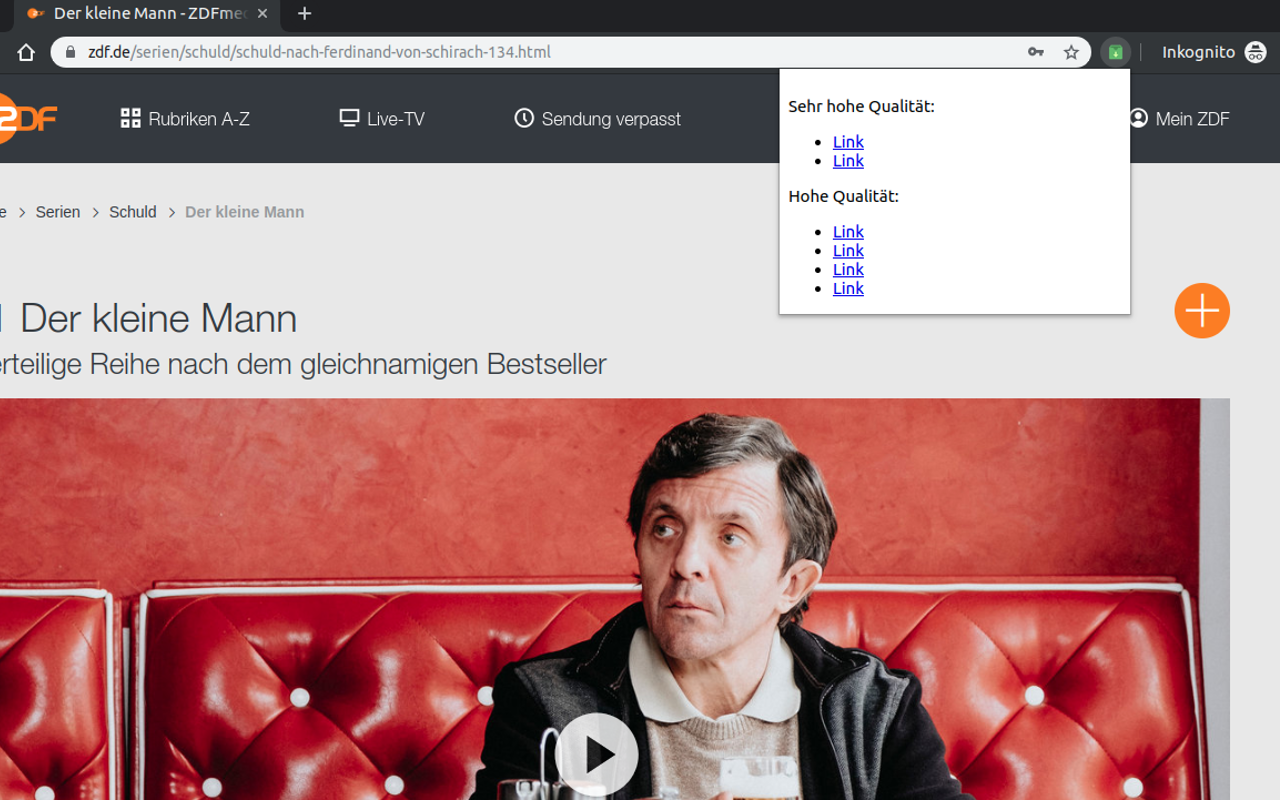 Der kleine Mann - ZDFme
zdf.de/serien/schuld/schuld-nach-ferdinand-von-schirach-134.html
Inkognito
ZDF
Rubriken A-Z
Live-TV
Sendung verpasst
Mein ZDF
Sehr hohe Qualität:
Link
Link
Hohe Qualität:
Link
Link
Link
Link
e > Serien > Schuld > Der kleine Mann
| Der kleine Mann
erteilige Reihe nach dem gleichnamigen Bestseller